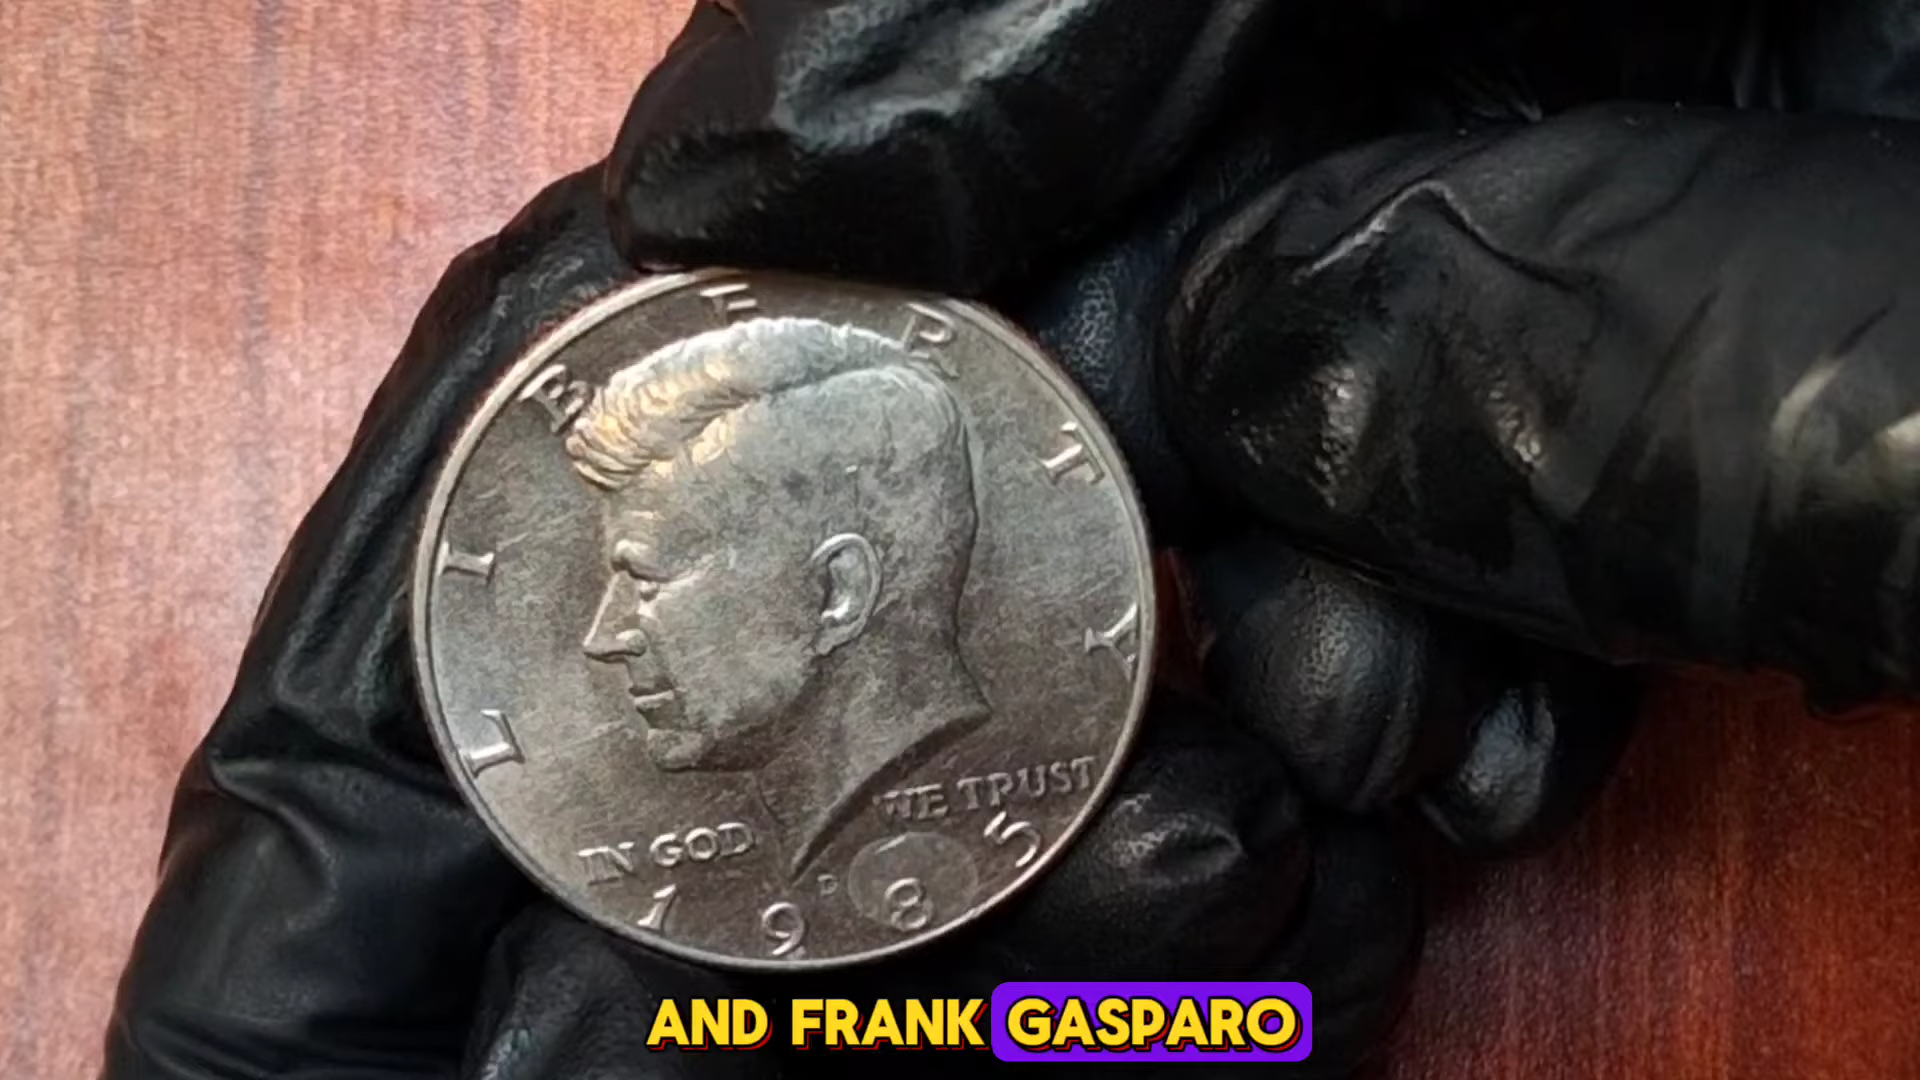 LIBERTY
IN GOD WE TRUST
P
1985
AND FRANK GASPARO